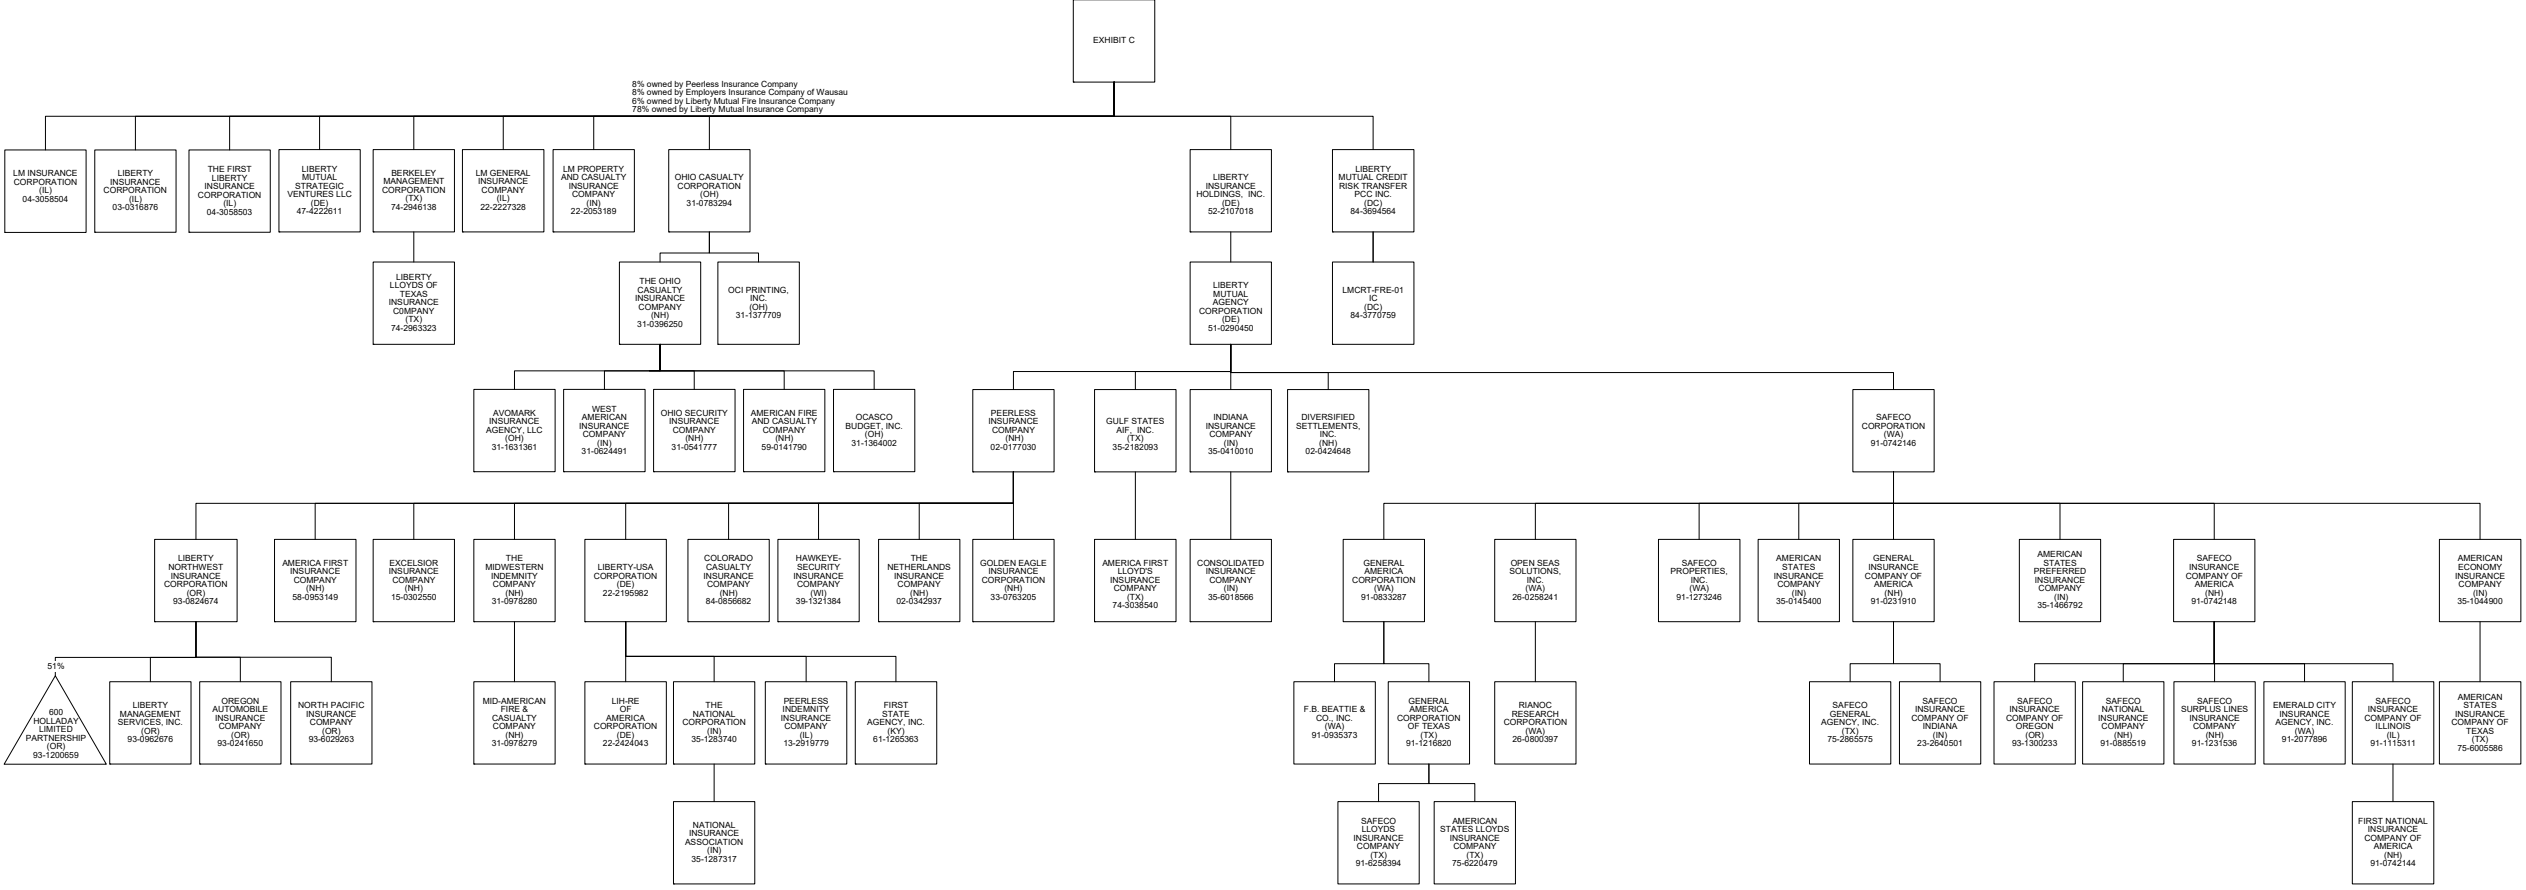 EXHIBIT C
8% owned by Peerless Insurance Company
8% owned by Employers Insurance Company of Wausau
6% owned by Liberty Mutual Fire Insurance Company
78% owned by Liberty Mutual Insurance Company
LM INSURANCE
CORPORATION
(IL)
04-3058504
LIBERTY
INSURANCE
CORPORATION
(IL)
03-0316876
THE FIRST
LIBERTY
INSURANCE
CORPORATION
(IL)
04-3058503
LIBERTY
MUTUAL
STRATEGIC
VENTURES LLC
(DE)
47-4222611
BERKELEY
MANAGEMENT
CORPORATION
(TX)
74-2946138
LM GENERAL
INSURANCE
COMPANY
(IL)
22-2227328
LM PROPERTY
AND CASUALTY
INSURANCE
COMPANY
(IN)
22-2053189
OHIO CASUALTY
CORPORATION
(OH)
31-0783294
LIBERTY
INSURANCE
HOLDINGS, INC.
(DE)
52-2107018
LIBERTY
MUTUAL CREDIT
RISK TRANSFER
PCC INC.
(DC)
84-3694564
LIBERTY
LLOYDS OF
TEXAS
INSURANCE
C0MPANY
(TX)
74-2963323
THE OHIO
CASUALTY
INSURANCE
COMPANY
(NH)
31-0396250
OCI PRINTING,
INC.
(OH)
31-1377709
LIBERTY
MUTUAL
AGENCY
CORPORATION
(DE)
51-0290450
LMCRT-FRE-01
IC
(DC)
84-3770759
AVOMARK
INSURANCE
AGENCY, LLC
(OH)
31-1631361
WEST
AMERICAN
INSURANCE
COMPANY
(IN)
31-0624491
OHIO SECURITY
INSURANCE
COMPANY
(NH)
31-0541777
AMERICAN FIRE
AND CASUALTY
COMPANY
(NH)
59-0141790
OCASCO
BUDGET, INC.
(OH)
31-1364002
PEERLESS
INSURANCE
COMPANY
(NH)
02-0177030
GULF STATES
AIF, INC.
(TX)
35-2182093
INDIANA
INSURANCE
COMPANY
(IN)
35-0410010
DIVERSIFIED
SETTLEMENTS,
INC.
(NH)
02-0424648
SAFECO
CORPORATION
(WA)
91-0742146
LIBERTY
NORTHWEST
INSURANCE
CORPORATION
(OR)
93-0824674
AMERICA FIRST
INSURANCE
COMPANY
(NH)
58-0953149
EXCELSIOR
INSURANCE
COMPANY
(NH)
15-0302550
THE
MIDWESTERN
INDEMNITY
COMPANY
(NH)
31-0978280
LIBERTY-USA
CORPORATION
(DE)
22-2195982
COLORADO
CASUALTY
INSURANCE
COMPANY
(NH)
84-0856682
HAWKEYE-
SECURITY
INSURANCE
COMPANY
(WI)
39-1321384
THE
NETHERLANDS
INSURANCE
COMPANY
(NH)
02-0342937
GOLDEN EAGLE
INSURANCE
CORPORATION
(NH)
33-0763205
AMERICA FIRST
LLOYD'S
INSURANCE
COMPANY
(TX)
74-3038540
CONSOLIDATED
INSURANCE
COMPANY
(IN)
35-6018566
GENERAL
AMERICA
CORPORATION
(WA)
91-0833287
OPEN SEAS
SOLUTIONS,
INC.
(WA)
26-0258241
SAFECO
PROPERTIES,
INC.
(WA)
91-1273246
AMERICAN
STATES
INSURANCE
COMPANY
(IN)
35-0145400
GENERAL
INSURANCE
COMPANY OF
AMERICA
(NH)
91-0231910
AMERICAN
STATES
PREFERRED
INSURANCE
COMPANY
(IN)
35-1466792
SAFECO
INSURANCE
COMPANY OF
AMERICA
(NH)
91-0742148
AMERICAN
ECONOMY
INSURANCE
COMPANY
(IN)
35-1044900
51%
600
HOLLADAY
LIMITED
PARTNERSHIP
(OR)
93-1200659
LIBERTY
MANAGEMENT
SERVICES, INC.
(OR)
93-0962676
OREGON
AUTOMOBILE
INSURANCE
COMPANY
(OR)
93-0241650
NORTH PACIFIC
INSURANCE
COMPANY
(OR)
93-6029263
MID-AMERICAN
FIRE &
CASUALTY
COMPANY
(NH)
31-0978279
LIH-RE
OF
AMERICA
CORPORATION
(DE)
22-2424043
THE
NATIONAL
CORPORATION
(IN)
35-1283740
PEERLESS
INDEMNITY
INSURANCE
COMPANY
(IL)
13-2919779
FIRST
STATE
AGENCY, INC.
(KY)
61-1265363
F.B. BEATTIE &
CO., INC.
(WA)
91-0935373
GENERAL
AMERICA
CORPORATION
OF TEXAS
(TX)
91-1216820
RIANOC
RESEARCH
CORPORATION
(WA)
26-0800397
SAFECO
GENERAL
AGENCY, INC.
(TX)
75-2865575
SAFECO
INSURANCE
COMPANY OF
INDIANA
(IN)
23-2640501
SAFECO
INSURANCE
COMPANY OF
OREGON
(OR)
93-1300233
SAFECO
NATIONAL
INSURANCE
COMPANY
(NH)
91-0885519
SAFECO
SURPLUS LINES
INSURANCE
COMPANY
(NH)
91-1231536
EMERALD CITY
INSURANCE
AGENCY, INC.
(WA)
91-2077896
SAFECO
INSURANCE
COMPANY OF
ILLINOIS
(IL)
91-1115311
AMERICAN
STATES
INSURANCE
COMPANY OF
TEXAS
(TX)
75-6005586
NATIONAL
INSURANCE
ASSOCIATION
(IN)
35-1287317
SAFECO
LLOYDS
INSURANCE
COMPANY
(TX)
91-6258394
AMERICAN
STATES LLOYDS
INSURANCE
COMPANY
(TX)
75-6220479
FIRST NATIONAL
INSURANCE
COMPANY OF
AMERICA
(NH)
91-0742144